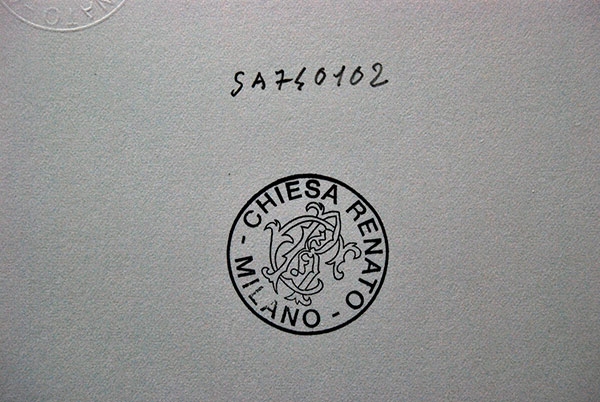 SA740102
- CHIESA RENATO -
MILANO